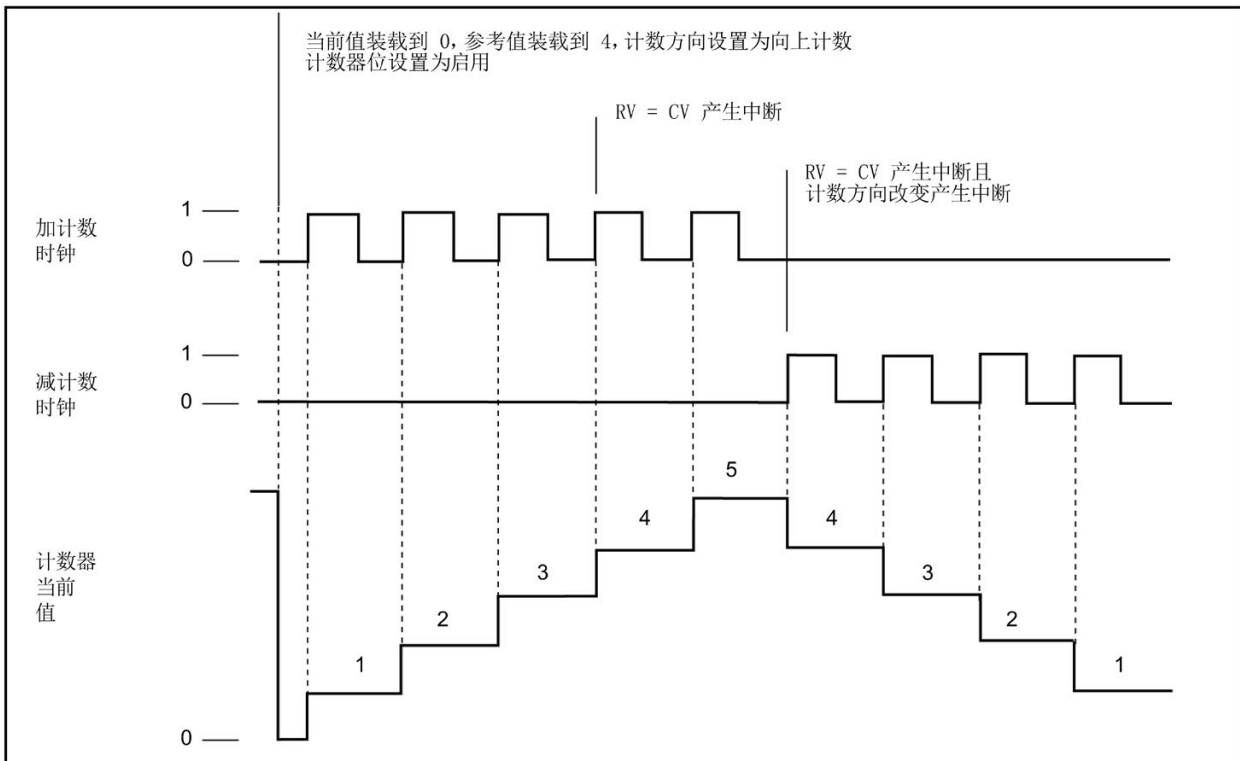 当前值装载到 0, 参考值装载到 4, 计数方向设置为向上计数
计数器位设置为启用
RV = CV 产生中断
RV = CV 产生中断且
计数方向改变产生中断
加计数
时钟
1
0
减计数
时钟
1
0
计数器
当前
值
0
1
2
3
4
5
4
3
2
1